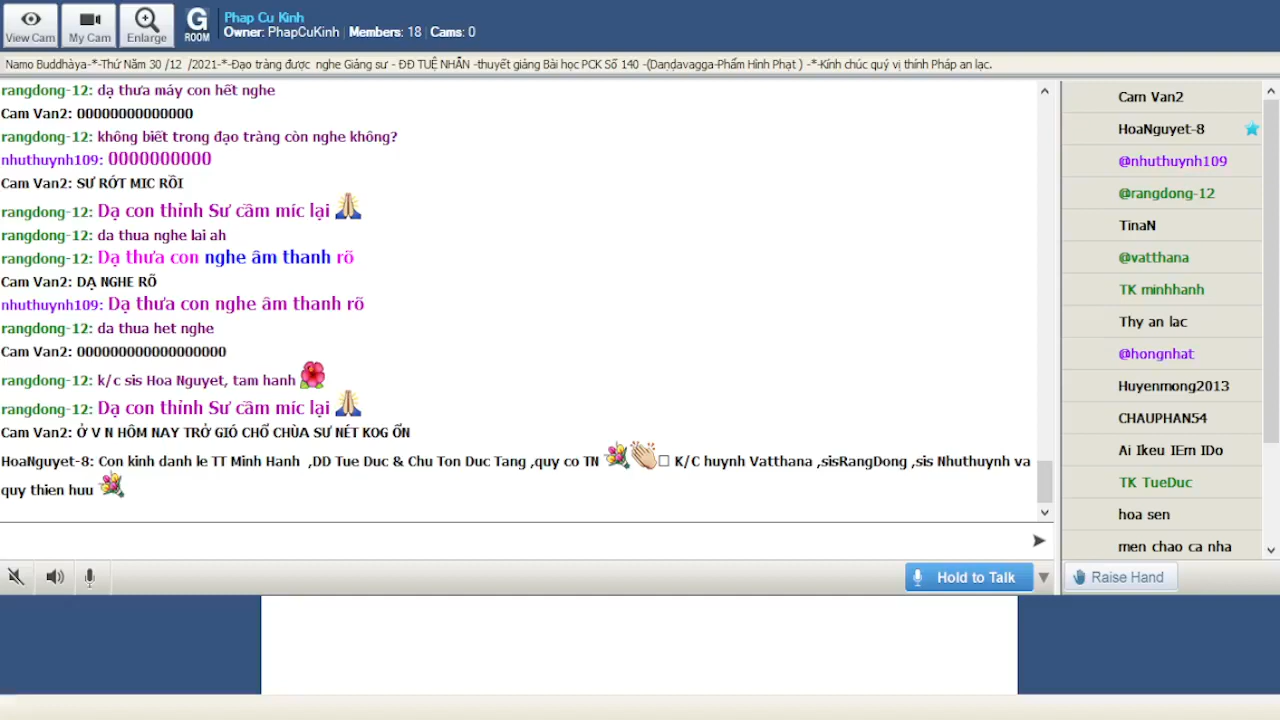 View Cam
My Cam
Enlarge
G
ROOM
Phap Cu Kinh
Owner: PhapCuKinh | Members: 18 | Cams: 0
Namo Buddhàya-*-Thứ Năm 30 /12 /2021-*-Đạo tràng được nghe Giảng sư - ĐĐ TUỆ NHÂN -thuyết giảng Bài học PCK Số 140 -(Daṇḍavagga-Phẩm Hình Phạt ) -*-Kính chúc quý vị thính Pháp an lạc.
rangdong-12: dạ thưa máy con hết nghe
Cam Van2: 00000000000000
rangdong-12: không biết trong đạo tràng còn nghe không?
nhuthuynh109: 0000000000
Cam Van2: SƯ RỚT MIC RỒI
rangdong-12: Dạ con thỉnh Sư cầm míc lại
rangdong-12: da thua nghe lai ah
rangdong-12: Dạ thưa con nghe âm thanh rõ
Cam Van2: DẠ NGHE RÕ
nhuthuynh109: Dạ thưa con nghe âm thanh rõ
rangdong-12: da thua het nghe
Cam Van2: 000000000000000000
rangdong-12: k/c sis Hoa Nguyet, tam hanh
rangdong-12: Dạ con thỉnh Sư cầm míc lại
Cam Van2: Ở V N HÔM NAY TRỞ GIÓ CHỔ CHÙA SƯ NÉT KOG ỔN
HoaNguyet-8: Con kinh danh le TT Minh Hanh ,DD Tue Duc & Chu Ton Duc Tang ,quy co TN K/C huynh Vatthana ,sisRangDong ,sis Nhuthuynh va
quy thien huu
Hold to Talk
Cam Van2
HoaNguyet-8
@nhuthuynh109
@rangdong-12
TinaN
@vatthana
TK minhhanh
Thy an lac
@hongnhat
Huyenmong2013
CHAUPHAN54
Ai Ikeu IEm IDo
TK TueDuc
hoa sen
men chao ca nha
Raise Hand